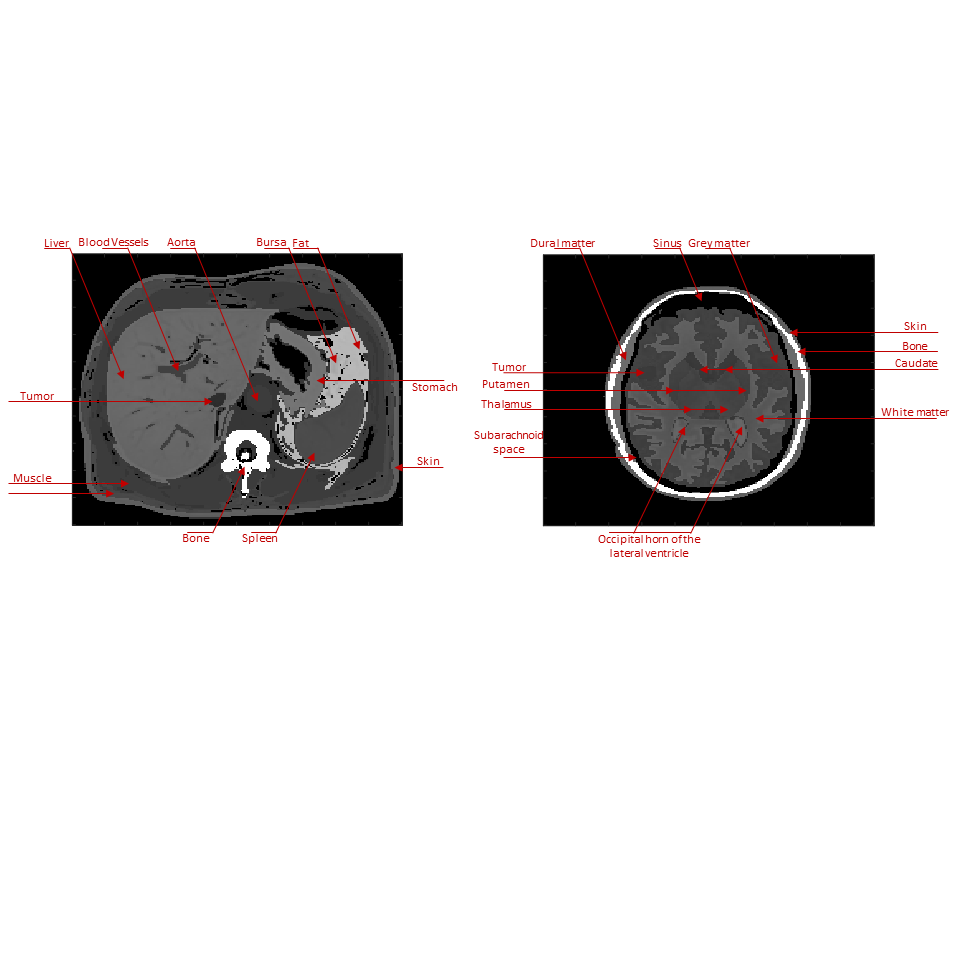 Liver
Blood Vessels
Aorta
Bursa
Fat
Stomach
Tumor
Skin
Muscle
Bone
Spleen
Dural matter
Sinus
Grey matter
Skin
Bone
Caudate
Tumor
Putamen
Thalamus
White matter
Subarachnoid
space
Occipital horn of the
lateral ventricle